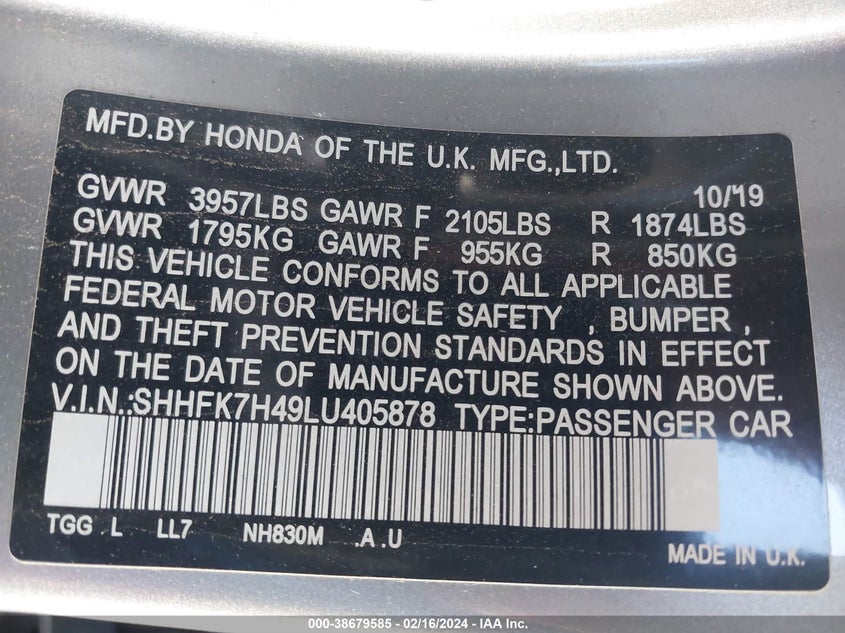 MFD.BY HONDA OF THE U.K. MFG.,LTD.
10/'19
GVWR 3957LBS GAWR F 2105LBS R 1874LBS
GVWR 1795KG GAWR F 955KG R 850KG
THIS VEHICLE CONFORMS TO ALL APPLICABLE
FEDERAL MOTOR VEHICLE SAFETY , BUMPER ,
AND THEFT PREVENTION STANDARDS IN EFFECT
ON THE DATE OF MANUFACTURE SHOWN ABOVE.
V.I.N.:SHHFK7H49LU405878 TYPE:PASSENGER CAR
TGG L LL7 NH830M .A .U
MADE IN U.K.
000-38679585 - 02/16/2024 - IAA Inc.